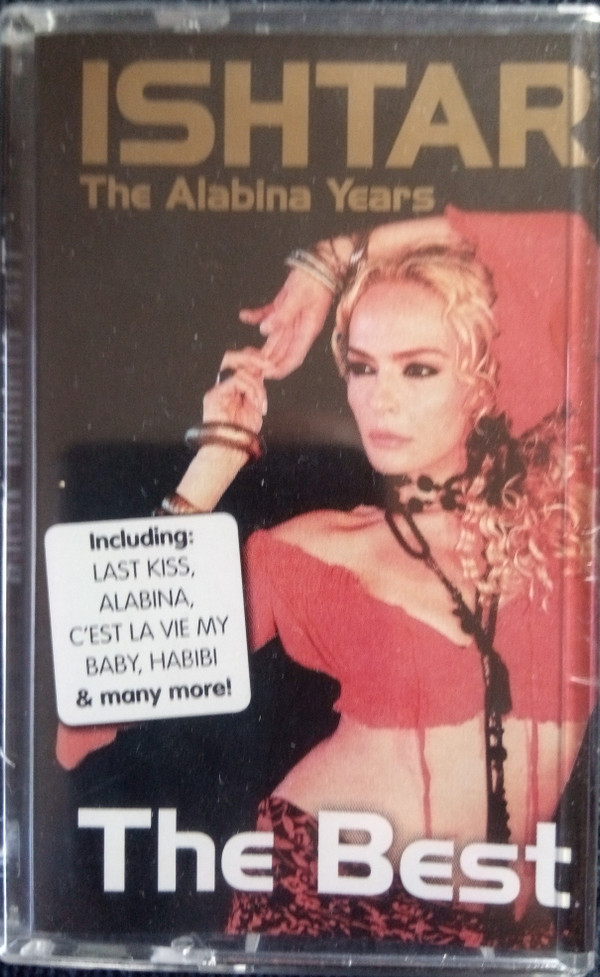 ISHTAR
The Alabina Years
Including:
LAST KISS,
ALABINA,
C'EST LA VIE MY
BABY, HABIBI
& many more!
The Best